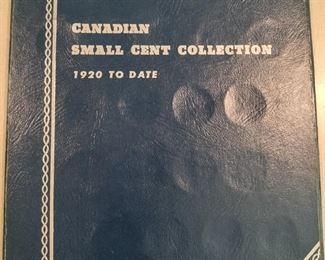 CANADIAN
SMALL CENT COLLECTION
1920 TO DATE